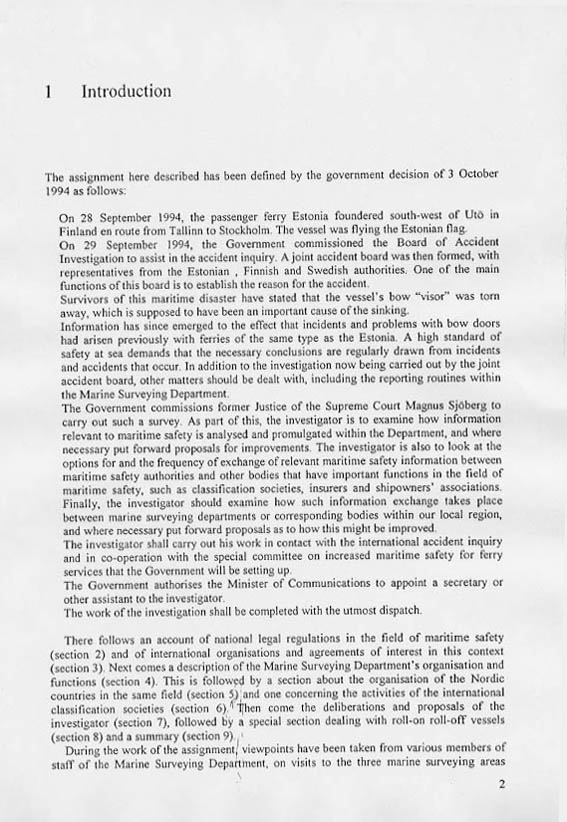 1 Introduction
The assignment here described has been defined by the government decision of 3 October
1994 as follows:
On 28 September 1994, the passenger ferry Estonia foundered south-west of Utö in
Finland en route from Tallinn to Stockholm. The vessel was flying the Estonian flag.
On 29 September 1994, the Government commissioned the Board of Accident
Investigation to assist in the accident inquiry. A joint accident board was then formed, with
representatives from the Estonian , Finnish and Swedish authorities. One of the main
functions of this board is to establish the reason for the accident.
Survivors of this maritime disaster have stated that the vessel's bow "visor" was torn
away, which is supposed to have been an important cause of the sinking.
Information has since emerged to the effect that incidents and problems with bow doors
had arisen previously with ferries of the same type as the Estonia. A high standard of
safety at sea demands that the necessary conclusions are regularly drawn from incidents
and accidents that occur. In addition to the investigation now being carried out by the joint
accident board, other matters should be dealt with, including the reporting routines within
the Marine Surveying Department.
The Government commissions former Justice of the Supreme Court Magnus Sjöberg to
carry out such a survey. As part of this, the investigator is to examine how information
relevant to maritime safety is analysed and promulgated within the Department, and where
necessary put forward proposals for improvements. The investigator is also to look at the
options for and the frequency of exchange of relevant maritime safety information between
maritime safety authorities and other bodies that have important functions in the field of
maritime safety, such as classification societies, insurers and shipowners' associations.
Finally, the investigator should examine how such information exchange takes place
between marine surveying departments or corresponding bodies within our local region,
and where necessary put forward proposals as to how this might be improved.
The investigator shall carry out his work in contact with the international accident inquiry
and in co-operation with the special committee on increased maritime safety for ferry
services that the Government will be setting up.
The Government authorises the Minister of Communications to appoint a secretary or
other assistant to the investigator.
The work of the investigation shall be completed with the utmost dispatch.
There follows an account of national legal regulations in the field of maritime safety
(section 2) and of international organisations and agreements of interest in this context
(section 3). Next comes a description of the Marine Surveying Department's organisation and
functions (section 4). This is followed by a section about the organisation of the Nordic
countries in the same field (section 5) and one concerning the activities of the international
classification societies (section 6). Then come the deliberations and proposals of the
investigator (section 7), followed by a special section dealing with roll-on roll-off vessels
(section 8) and a summary (section 9).
During the work of the assignment, viewpoints have been taken from various members of
staff of the Marine Surveying Department, on visits to the three marine surveying areas
2